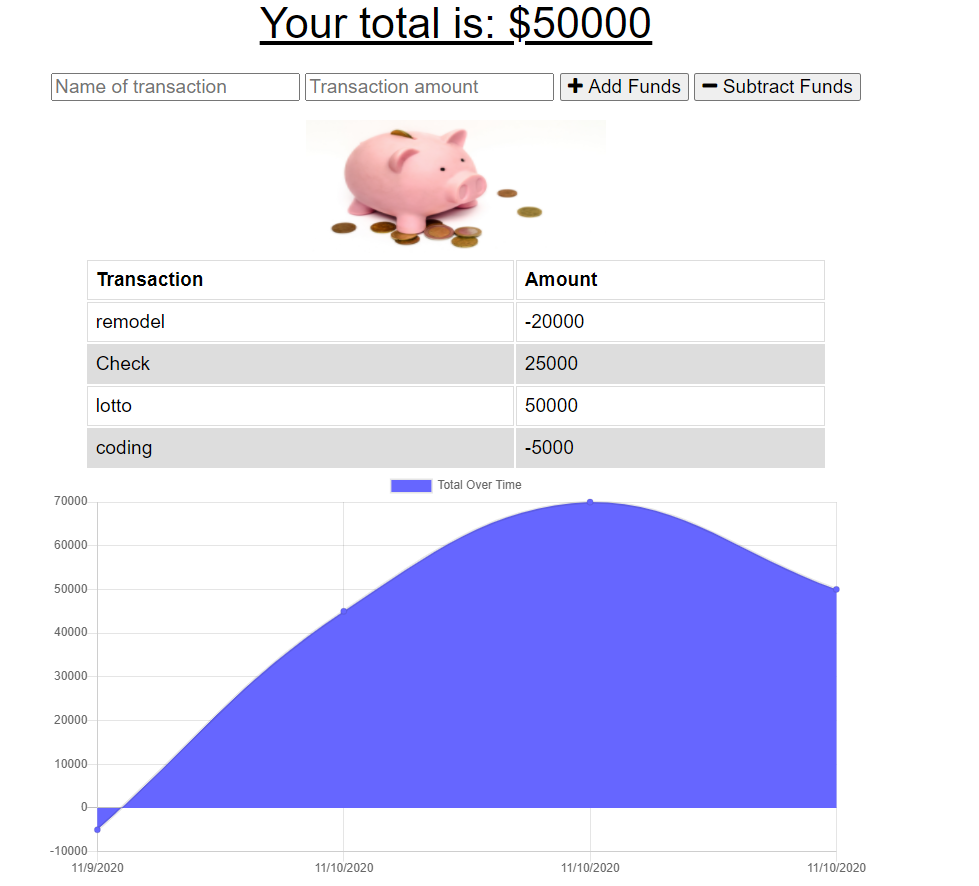 Your total is: $50000
Name of transaction Transaction amount + Add Funds − Subtract Funds
Transaction Amount
remodel -20000
Check 25000
lotto 50000
coding -5000
Total Over Time
70000
60000
50000
40000
30000
20000
10000
0
-10000
11/9/2020 11/10/2020 11/10/2020 11/10/2020